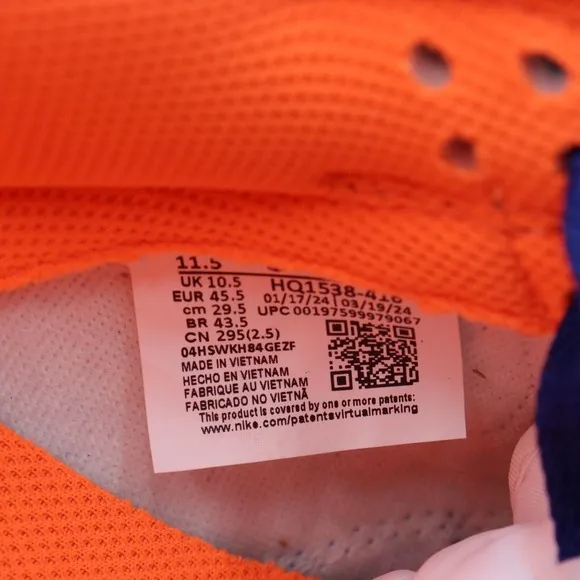 11.5
UK 10.5 HQ1538-416
EUR 45.5 01/17/24 | 03/19/24
cm 29.5 UPC 00197599979067
BR 43.5
CN 295(2.5)
04HSWKH84GEZF
MADE IN VIETNAM
HECHO EN VIETNAM
FABRIQUE AU VIETNAM
FABRICADO NO VIETNÃ
This product is covered by one or more patents
www.nike.com/patentsvirtualmarking